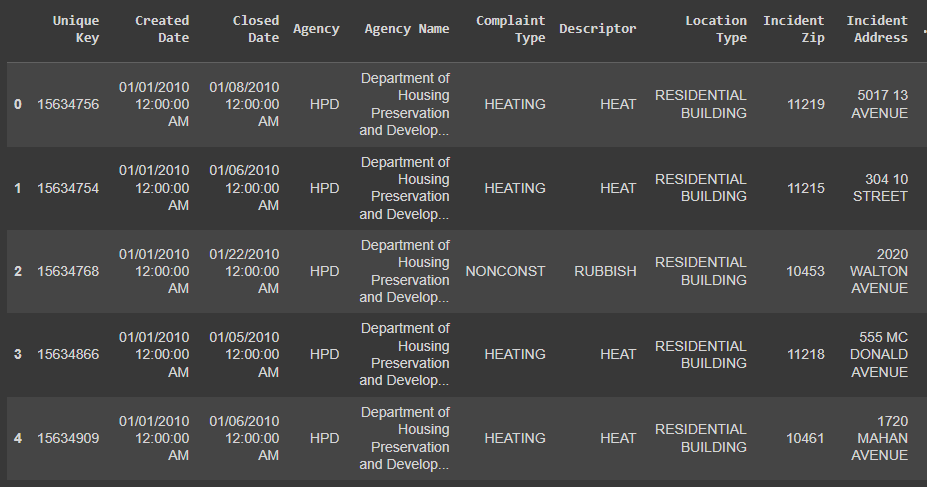 Unique Key Created Date Closed Date Agency Agency Name Complaint Type Descriptor Location Type Incident Zip Incident Address
0 15634756 01/01/2010 12:00:00 AM 01/08/2010 12:00:00 AM HPD Department of Housing Preservation and Develop... HEATING HEAT RESIDENTIAL BUILDING 11219 5017 13 AVENUE
1 15634754 01/01/2010 12:00:00 AM 01/06/2010 12:00:00 AM HPD Department of Housing Preservation and Develop... HEATING HEAT RESIDENTIAL BUILDING 11215 304 10 STREET
2 15634768 01/01/2010 12:00:00 AM 01/22/2010 12:00:00 AM HPD Department of Housing Preservation and Develop... NONCONST RUBBISH RESIDENTIAL BUILDING 10453 2020 WALTON AVENUE
3 15634866 01/01/2010 12:00:00 AM 01/05/2010 12:00:00 AM HPD Department of Housing Preservation and Develop... HEATING HEAT RESIDENTIAL BUILDING 11218 555 MC DONALD AVENUE
4 15634909 01/01/2010 12:00:00 AM 01/06/2010 12:00:00 AM HPD Department of Housing Preservation and Develop... HEATING HEAT RESIDENTIAL BUILDING 10461 1720 MAHAN AVENUE